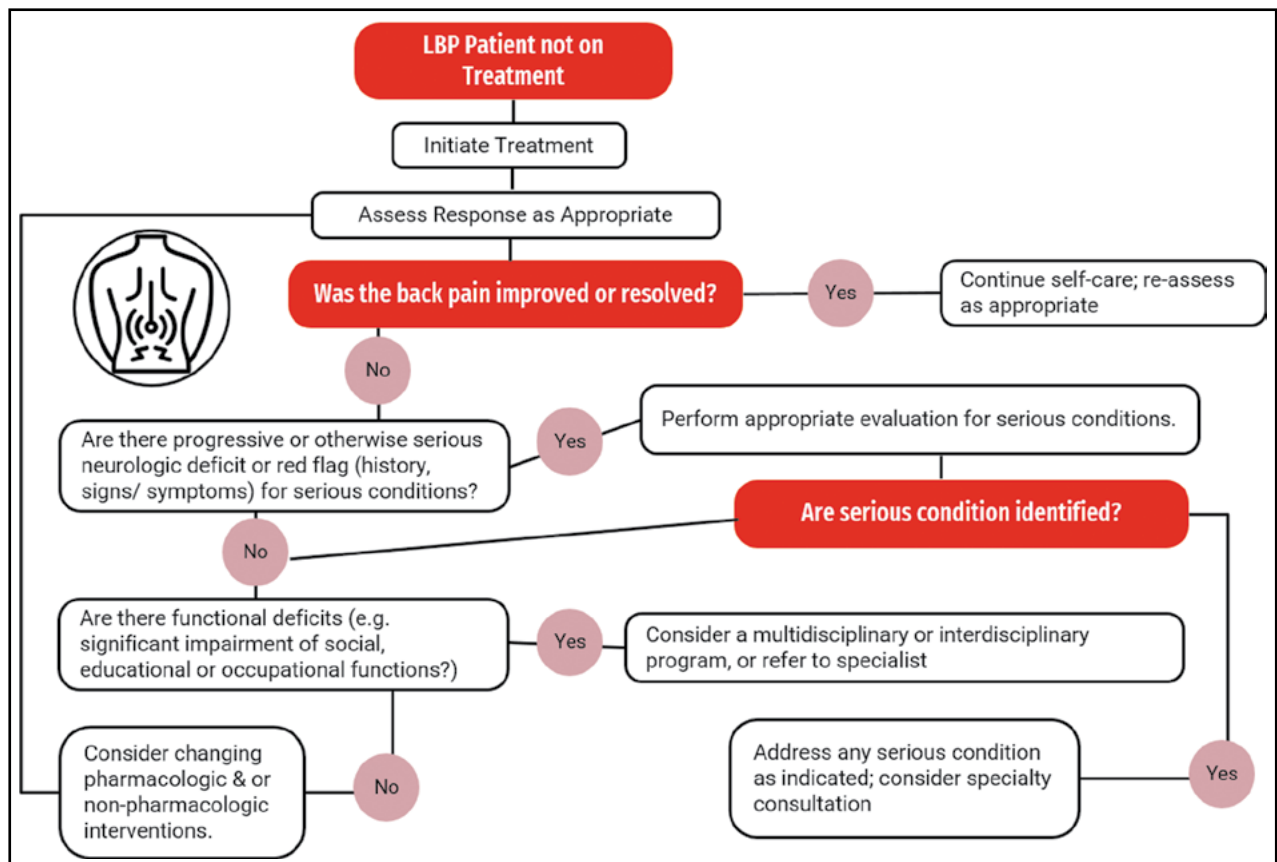 LBP Patient not on
Treatment
Initiate Treatment
Assess Response as Appropriate
Was the back pain improved or resolved?
Yes
Continue self-care; re-assess
as appropriate
No
Are there progressive or otherwise serious
neurologic deficit or red flag (history,
signs/ symptoms) for serious conditions?
Yes
Perform appropriate evaluation for serious conditions.
Are serious condition identified?
No
Are there functional deficits (e.g.
significant impairment of social,
educational or occupational functions?)
Yes
Consider a multidisciplinary or interdisciplinary
program, or refer to specialist
Consider changing
pharmacologic & or
non-pharmacologic
interventions.
No
Address any serious condition
as indicated; consider specialty
consultation
Yes